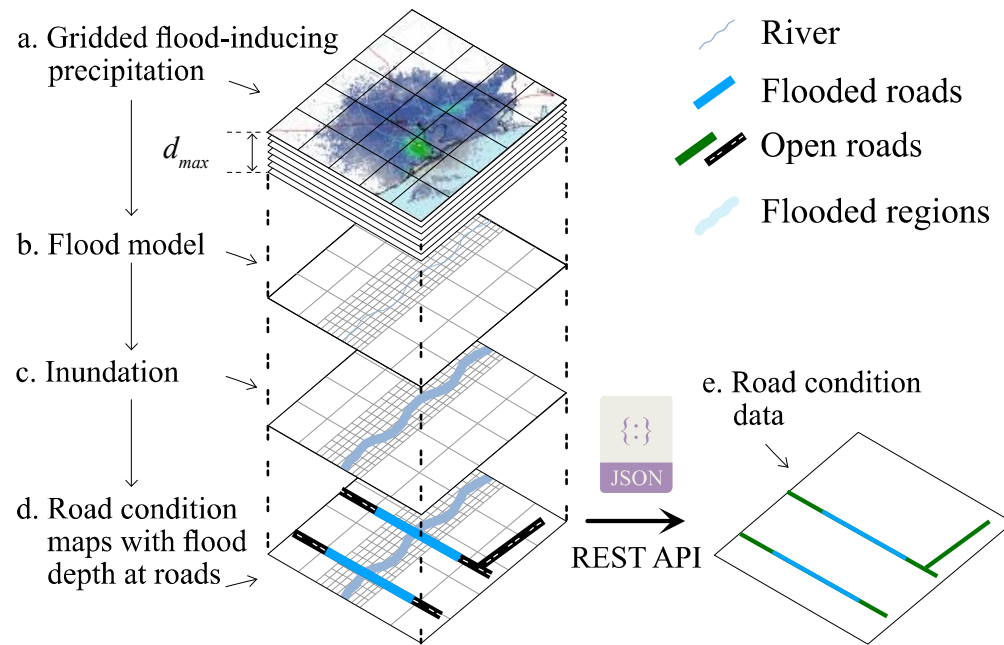 a. Gridded flood-inducing
precipitation
d_max
b. Flood model
c. Inundation
d. Road condition
maps with flood
depth at roads
River
Flooded roads
Open roads
Flooded regions
{:}
JSON
REST API
e. Road condition
data